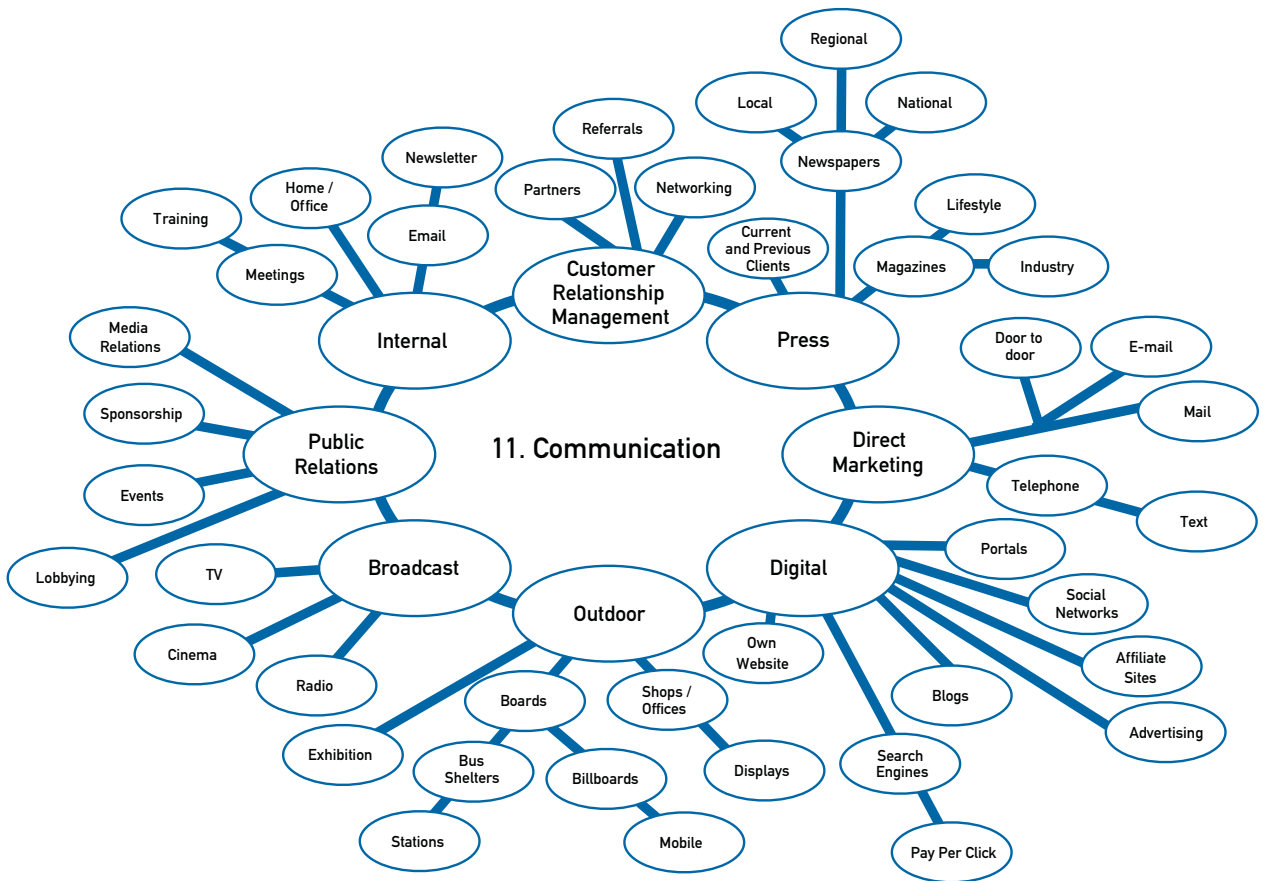 Regional
Local
National
Referrals
Newspapers
Newsletter
Partners
Networking
Home /
Office
Training
Email
Lifestyle
Current
and Previous
Clients
Meetings
Magazines
Industry
Customer
Relationship
Management
Internal
Press
Media
Relations
Door to
door
E-mail
Mail
Sponsorship
Public
Relations
11. Communication
Direct
Marketing
Events
Telephone
Text
Lobbying
TV
Broadcast
Digital
Portals
Outdoor
Social
Networks
Cinema
Own
Website
Affiliate
Sites
Radio
Boards
Shops /
Offices
Blogs
Advertising
Exhibition
Bus
Shelters
Billboards
Displays
Search
Engines
Stations
Mobile
Pay Per Click